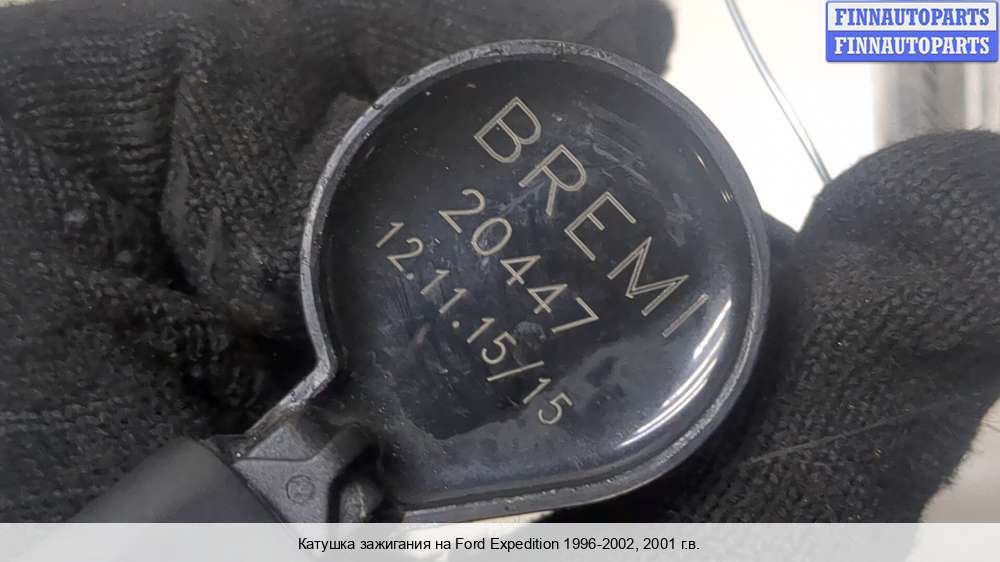 FINNAUTOPARTS
FINNAUTOPARTS
BREMI
20447
12.11.15/15
Катушка зажигания на Ford Expedition 1996-2002, 2001 г.в.